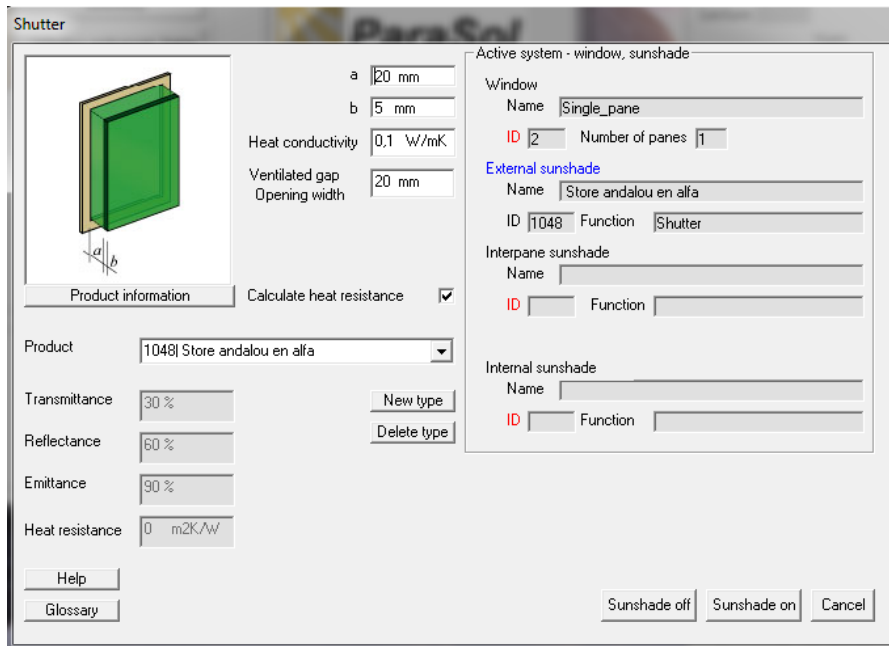 Shutter
ParaSol
a 20 mm
b 5 mm
Heat conductivity 0,1 W/mK
Ventilated gap
Opening width 20 mm
a b
Product information
Calculate heat resistance
Product 1048| Store andalou en alfa
Transmittance 30 %
Reflectance 60 %
Emittance 90 %
Heat resistance 0 m2K/W
New type
Delete type
Help
Glossary
Active system - window, sunshade
Window
Name Single_pane
ID 2 Number of panes 1
External sunshade
Name Store andalou en alfa
ID 1048 Function Shutter
Interpane sunshade
Name
ID Function
Internal sunshade
Name
ID Function
Sunshade off Sunshade on Cancel